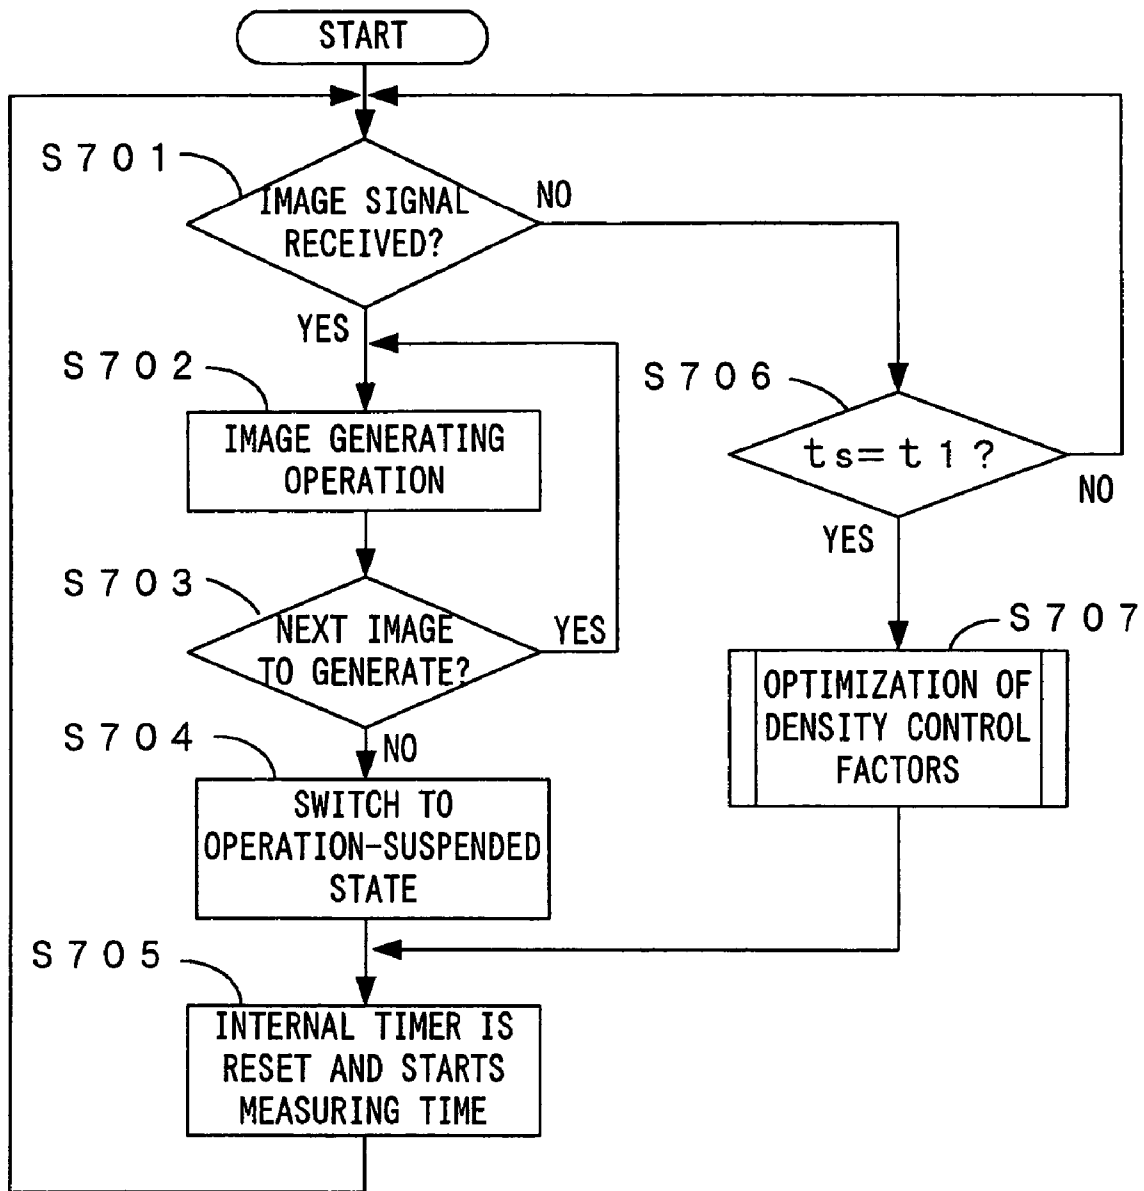 START
S701
IMAGE SIGNAL
RECEIVED?
NO
YES
S702
IMAGE GENERATING
OPERATION
S706
ts=t1?
NO
YES
S703
NEXT IMAGE
TO GENERATE?
YES
NO
S707
OPTIMIZATION OF
DENSITY CONTROL
FACTORS
S704
SWITCH TO
OPERATION-SUSPENDED
STATE
S705
INTERNAL TIMER IS
RESET AND STARTS
MEASURING TIME